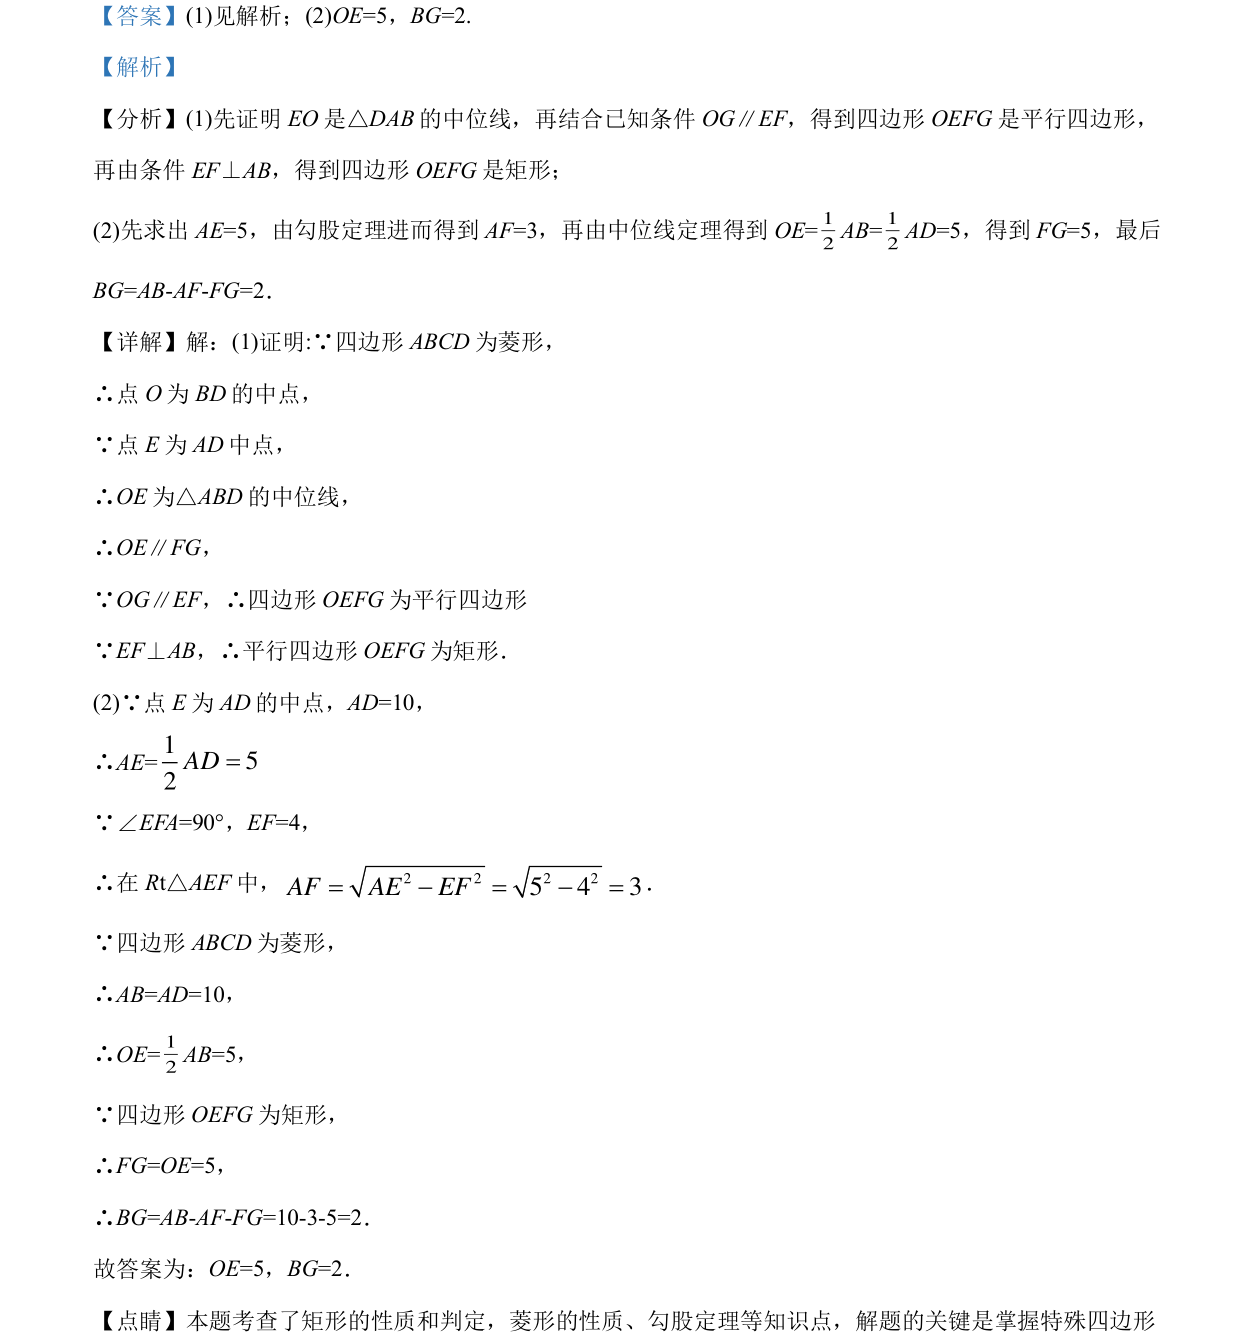 【答案】(1)见解析；(2)OE=5，BG=2.
【解析】
【分析】(1)先证明 EO 是△DAB 的中位线，再结合已知条件 OG∥EF，得到四边形 OEFG 是平行四边形，
再由条件 EF⊥AB，得到四边形 OEFG 是矩形；
(2)先求出 AE=5，由勾股定理进而得到 AF=3，再由中位线定理得到 OE=\frac{1}{2}AB=\frac{1}{2}AD=5，得到 FG=5，最后
BG=AB-AF-FG=2．
【详解】解：(1)证明:∵四边形 ABCD 为菱形，
∴点 O 为 BD 的中点，
∵点 E 为 AD 中点，
∴OE 为△ABD 的中位线，
∴OE∥FG，
∵OG∥EF，∴四边形 OEFG 为平行四边形
∵EF⊥AB，∴平行四边形 OEFG 为矩形．
(2)∵点 E 为 AD 的中点，AD=10，
∴AE=\frac{1}{2}AD=5
∵∠EFA=90°，EF=4，
∴在 Rt△AEF 中，AF=\sqrt{AE^2-EF^2}=\sqrt{5^2-4^2}=3．
∵四边形 ABCD 为菱形，
∴AB=AD=10，
∴OE=\frac{1}{2}AB=5，
∵四边形 OEFG 为矩形，
∴FG=OE=5，
∴BG=AB-AF-FG=10-3-5=2．
故答案为：OE=5，BG=2．
【点睛】本题考查了矩形的性质和判定，菱形的性质、勾股定理等知识点，解题的关键是掌握特殊四边形